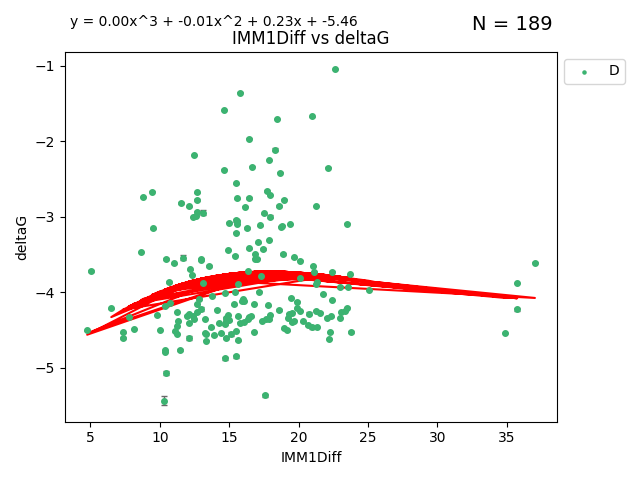 y = 0.00x^3 + -0.01x^2 + 0.23x + -5.46
N = 189
IMM1Diff vs deltaG
D
−1
−2
−3
−4
−5
deltaG
5 10 15 20 25 30 35
IMM1Diff